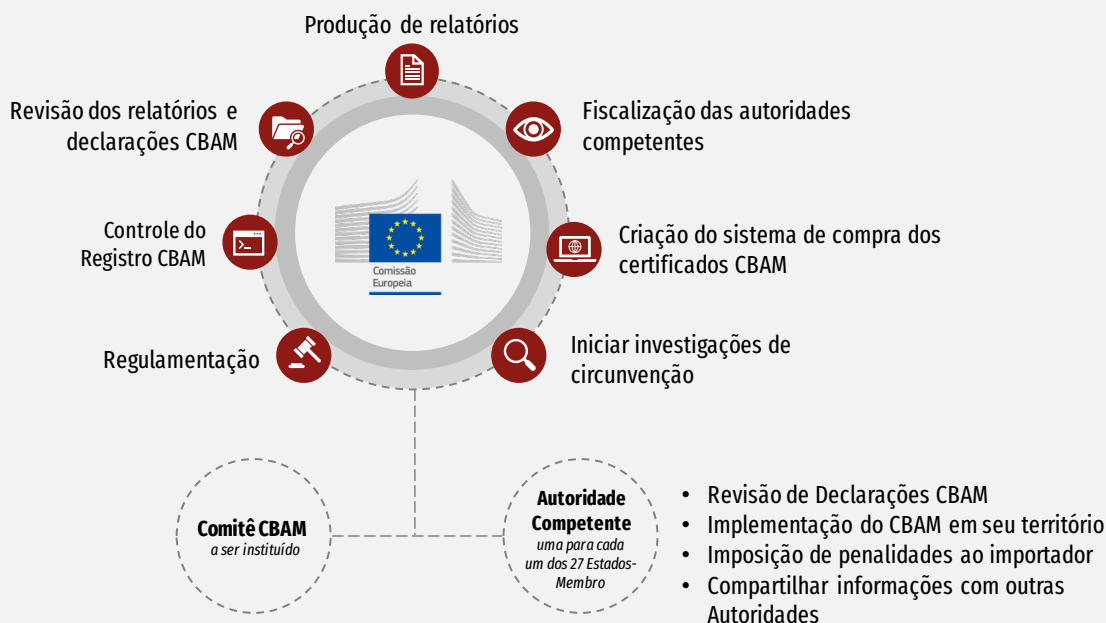 Produção de relatórios
Revisão dos relatórios e
declarações CBAM
Fiscalização das autoridades
competentes
Controle do
Registro CBAM
Comissão
Europeia
Criação do sistema de compra dos
certificados CBAM
Regulamentação
Iniciar investigações de
circunvenção
Comitê CBAM
a ser instituído
Autoridade
Competente
uma para cada
um dos 27 Estados-
Membro
• Revisão de Declarações CBAM
• Implementação do CBAM em seu território
• Imposição de penalidades ao importador
• Compartilhar informações com outras
Autoridades